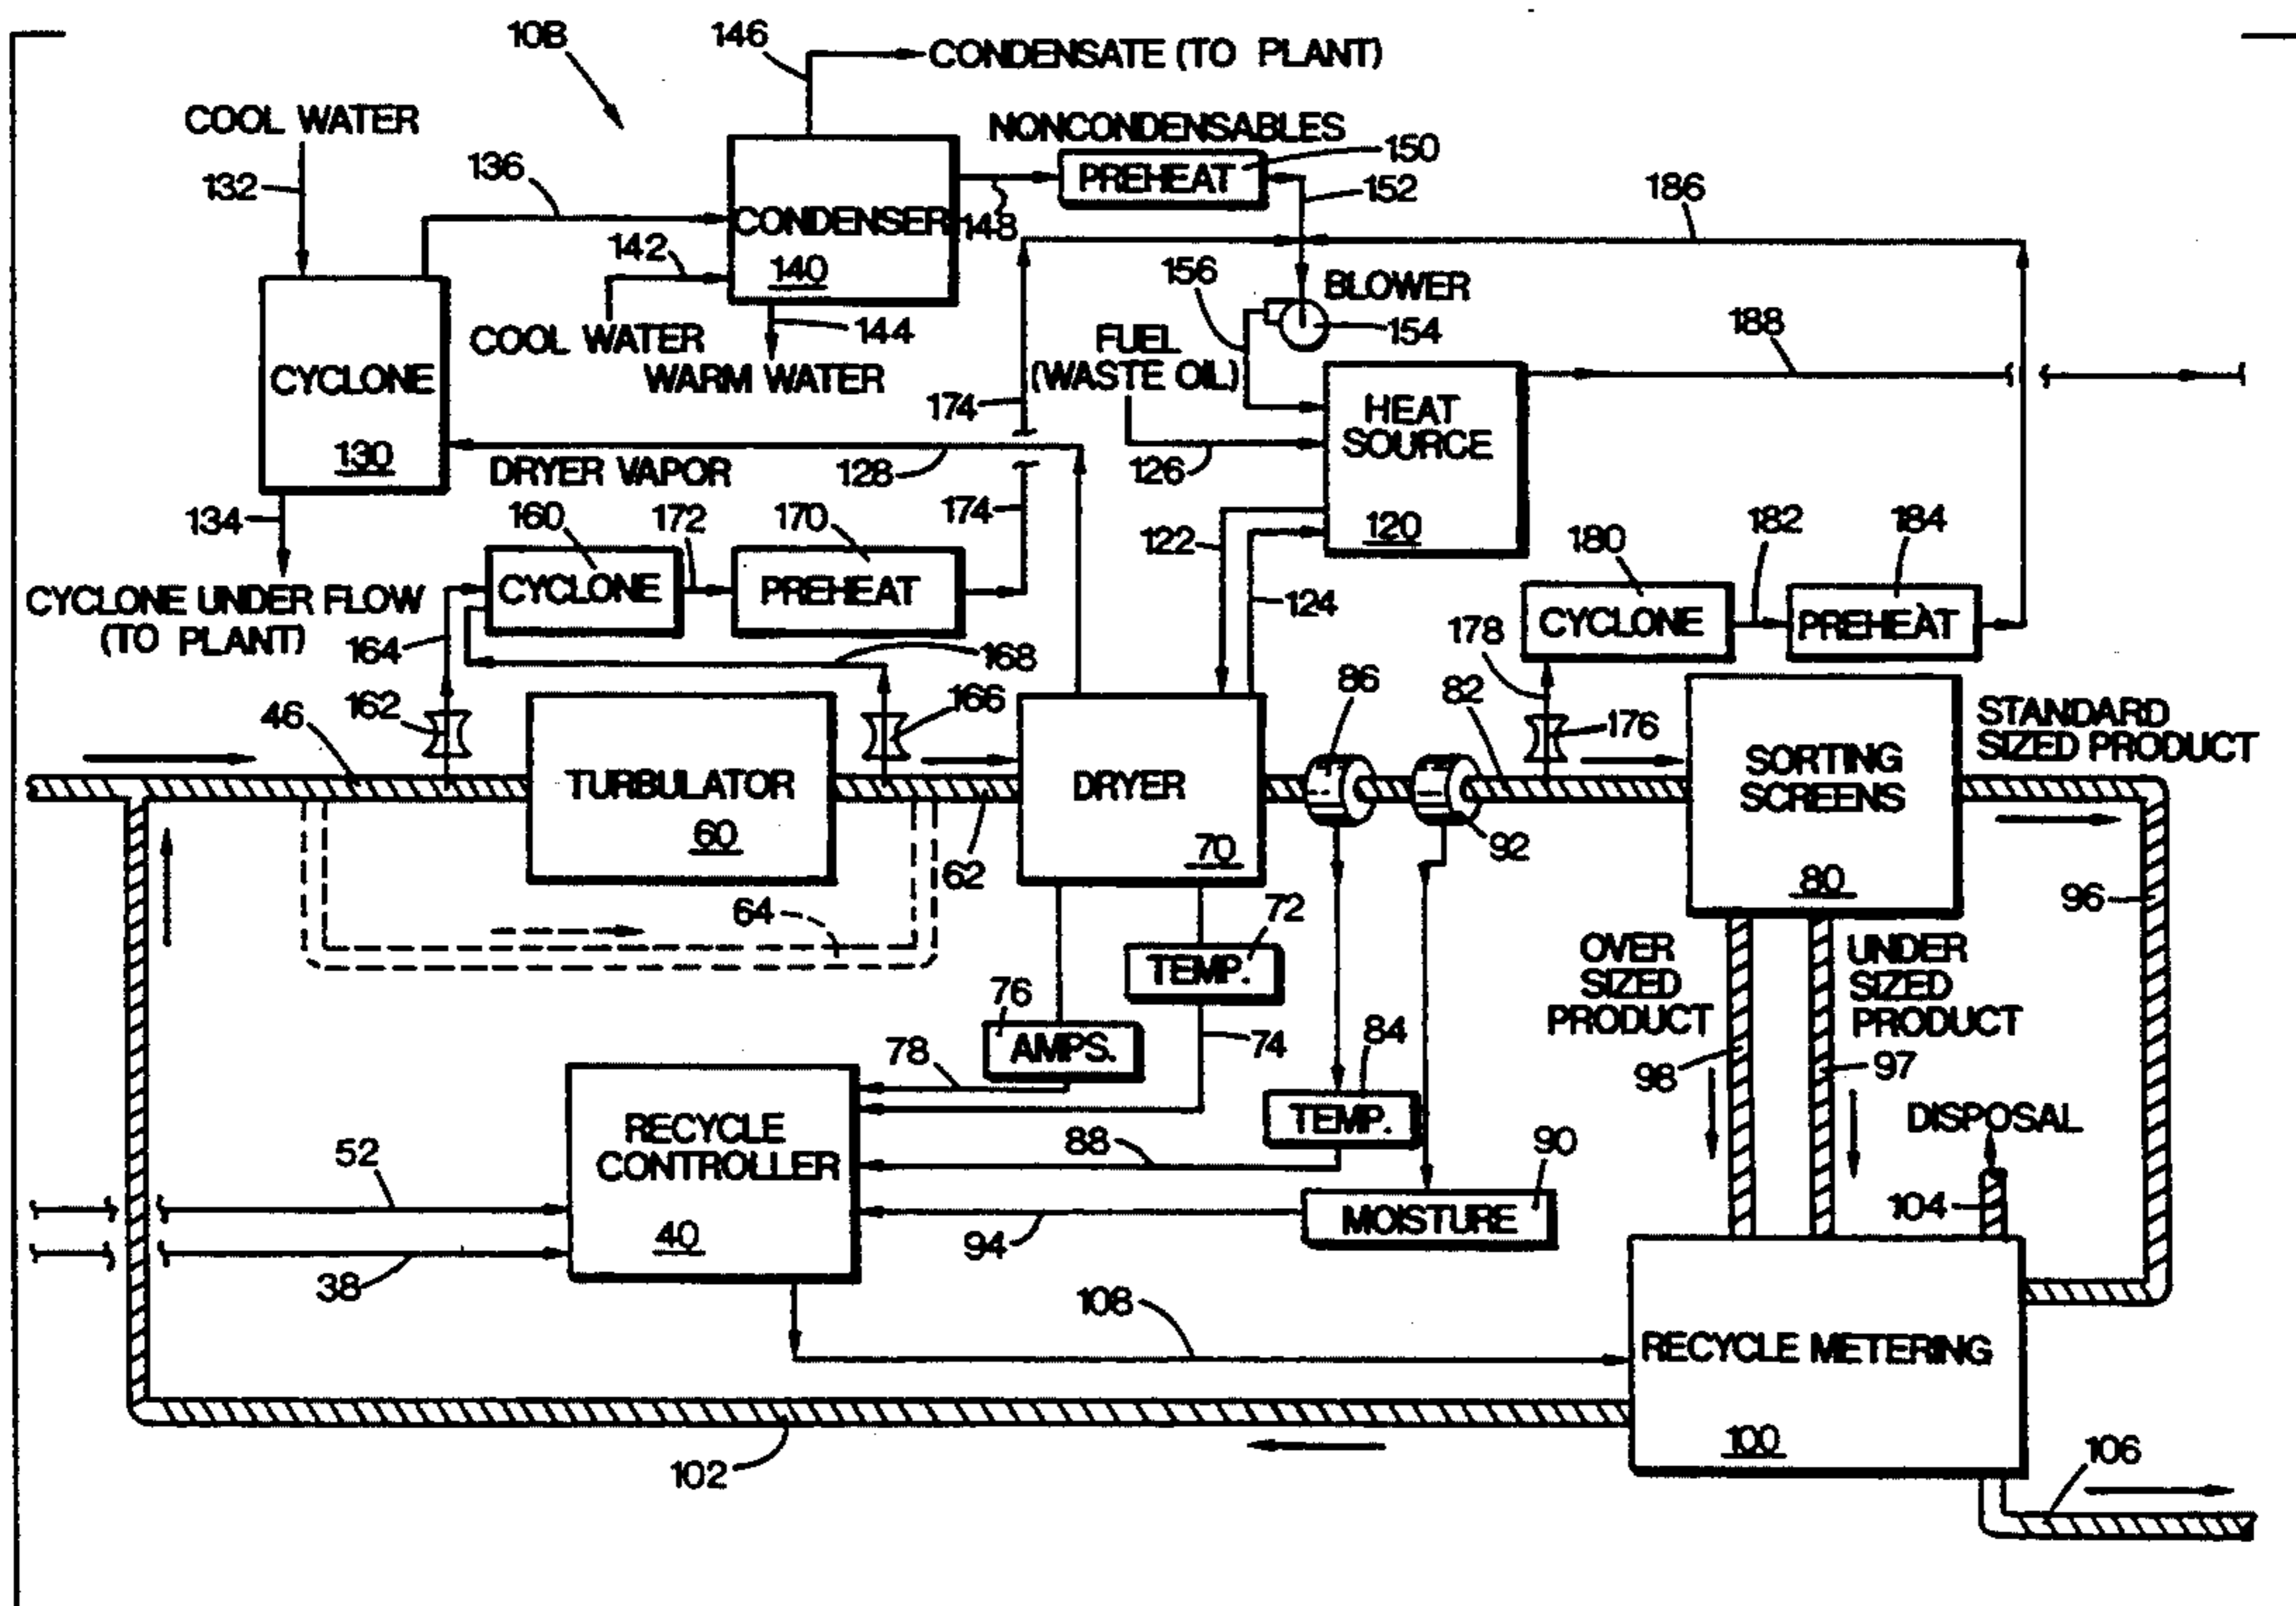 10B
146
CONDENSATE (TO PLANT)
COOL WATER
132
136
NONCONDENSABLES
PREHEAT
150
152
186
CONDENSER
140
148
142
COOL WATER
144
WARM WATER
156
BLOWER
154
FUEL
(WASTE OIL)
188
CYCLONE
130
174
HEAT
SOURCE
120
126
128
DRYER VAPOR
134
160
172
170
174
122
124
180
182
184
CYCLONE UNDER FLOW
(TO PLANT)
CYCLONE
PREHEAT
CYCLONE
PREHEAT
164
168
178
46
162
166
86
82
176
STANDARD
SIZED PRODUCT
TURBULATOR
60
DRYER
70
SORTING
SCREENS
80
62
92
96
64
72
TEMP.
OVER
SIZED
PRODUCT
UNDER
SIZED
PRODUCT
76
AMPS.
78
74
84
TEMP.
98
97
DISPOSAL
RECYCLE
CONTROLLER
40
52
88
90
MOISTURE
104
94
38
108
RECYCLE METERING
100
102
106